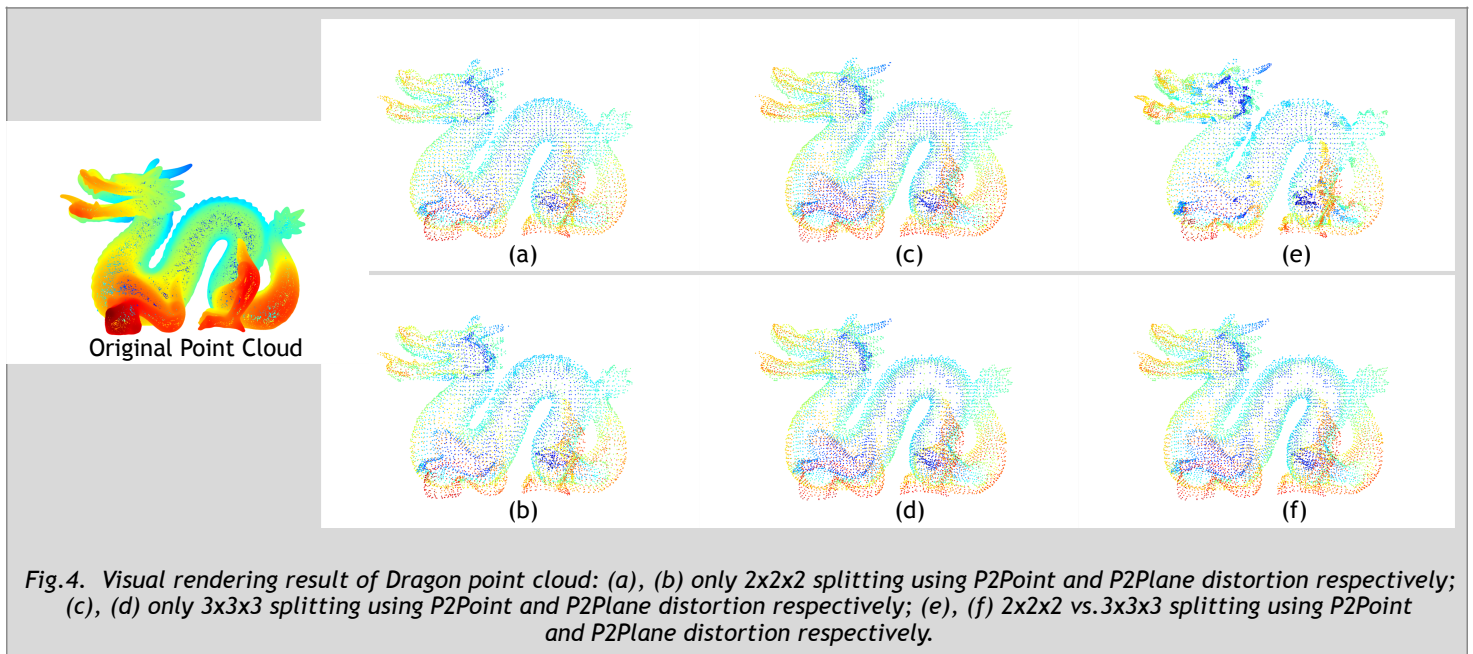 (a)
(c)
(e)
Original Point Cloud
(b)
(d)
(f)
Fig.4. Visual rendering result of Dragon point cloud: (a), (b) only 2x2x2 splitting using P2Point and P2Plane distortion respectively;
(c), (d) only 3x3x3 splitting using P2Point and P2Plane distortion respectively; (e), (f) 2x2x2 vs.3x3x3 splitting using P2Point
and P2Plane distortion respectively.